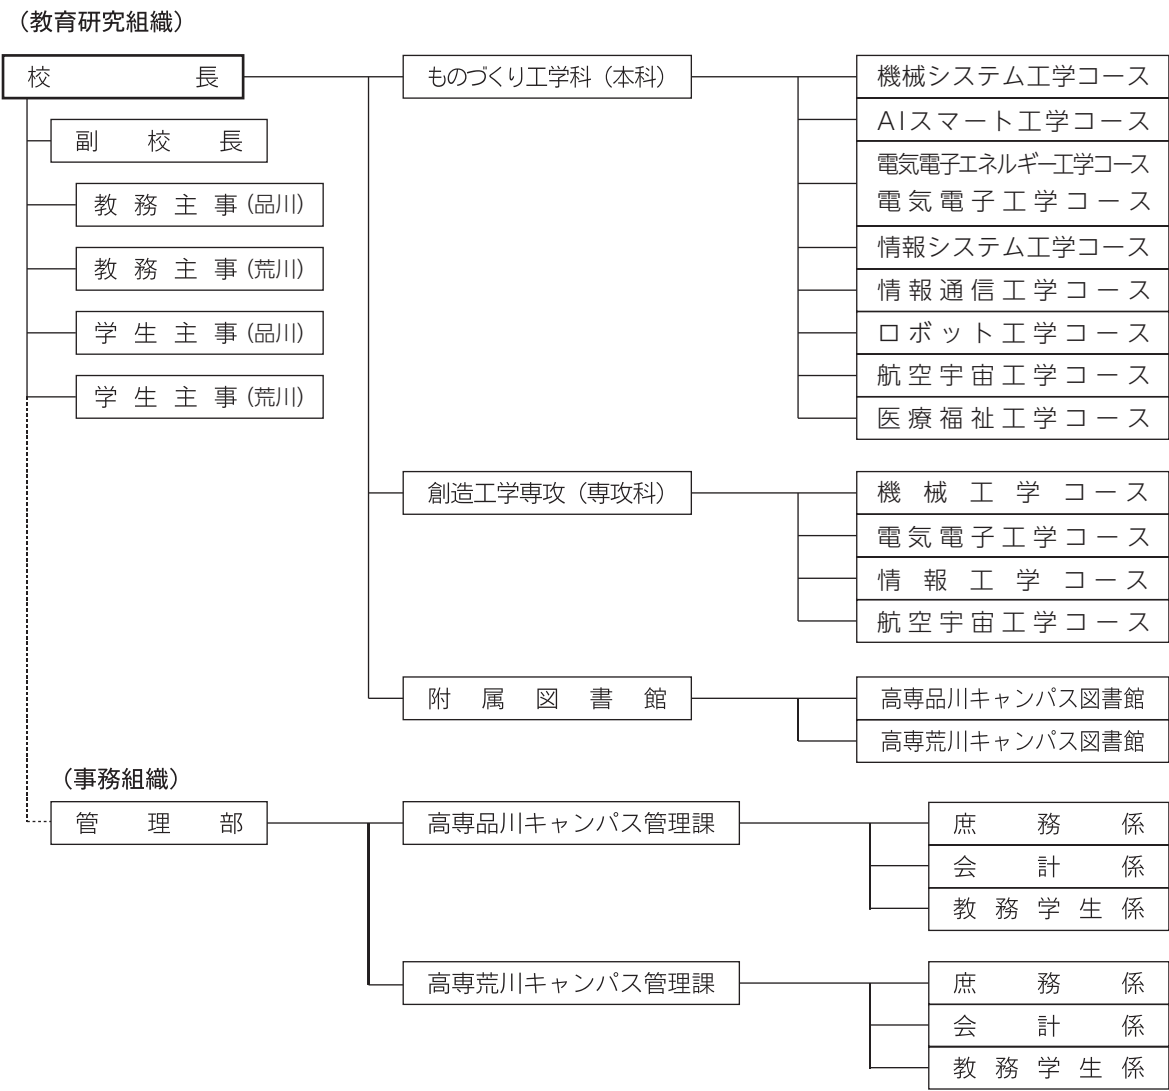 （教育研究組織）
校長
副校長
教務主事（品川）
教務主事（荒川）
学生主事（品川）
学生主事（荒川）
ものづくり工学科（本科）
機械システム工学コース
AIスマート工学コース
電気電子エネルギー工学コース
電気電子工学コース
情報システム工学コース
情報通信工学コース
ロボット工学コース
航空宇宙工学コース
医療福祉工学コース
創造工学専攻（専攻科）
機械工学コース
電気電子工学コース
情報工学コース
航空宇宙工学コース
附属図書館
高専品川キャンパス図書館
高専荒川キャンパス図書館
（事務組織）
管理部
高専品川キャンパス管理課
庶務係
会計係
教務学生係
高専荒川キャンパス管理課
庶務係
会計係
教務学生係